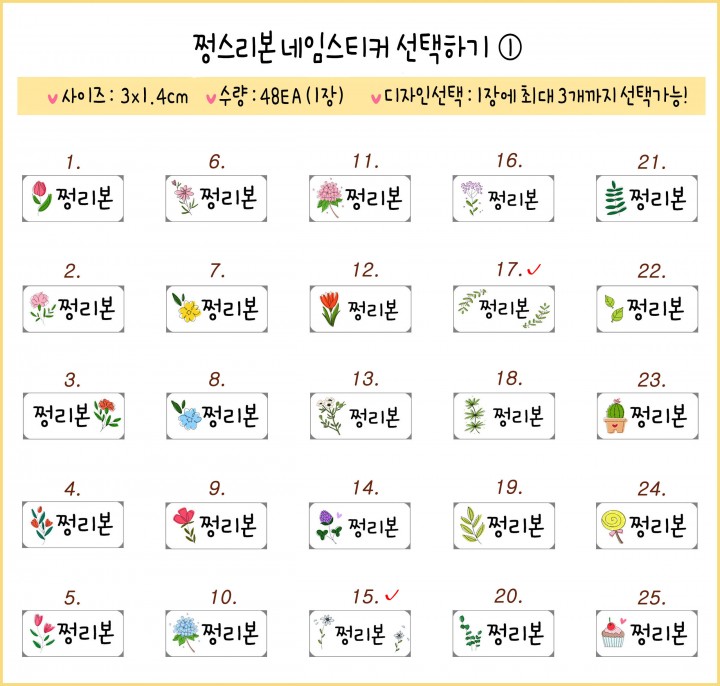 쩡스리본 네임스티커 선택하기 ①
사이즈 : 3x1.4cm 수량 : 48EA (1장) 디자인선택 : 1장에 최대 3개까지 선택가능!
1. 6. 11. 16. 21.
쩡리본 쩡리본 쩡리본 쩡리본 쩡리본
2. 7. 12. 17. 22.
쩡리본 쩡리본 쩡리본 쩡리본 쩡리본
3. 8. 13. 18. 23.
쩡리본 쩡리본 쩡리본 쩡리본 쩡리본
4. 9. 14. 19. 24.
쩡리본 쩡리본 쩡리본 쩡리본 쩡리본
5. 10. 15. 20. 25.
쩡리본 쩡리본 쩡리본 쩡리본 쩡리본